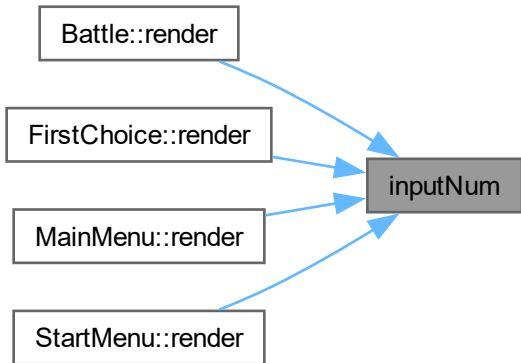 Battle::render
FirstChoice::render
inputNum
MainMenu::render
StartMenu::render